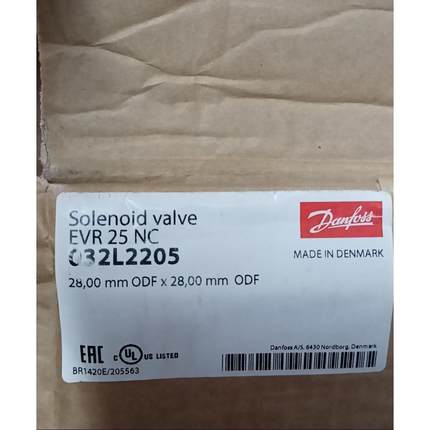 Solenoid valve
EVR 25 NC
032L2205
28,00 mm ODF x 28,00 mm ODF
Danfoss
MADE IN DENMARK
EAC c UL US LISTED
BR1420E/205563
Danfoss A/S, 6430 Nordborg, Denmark